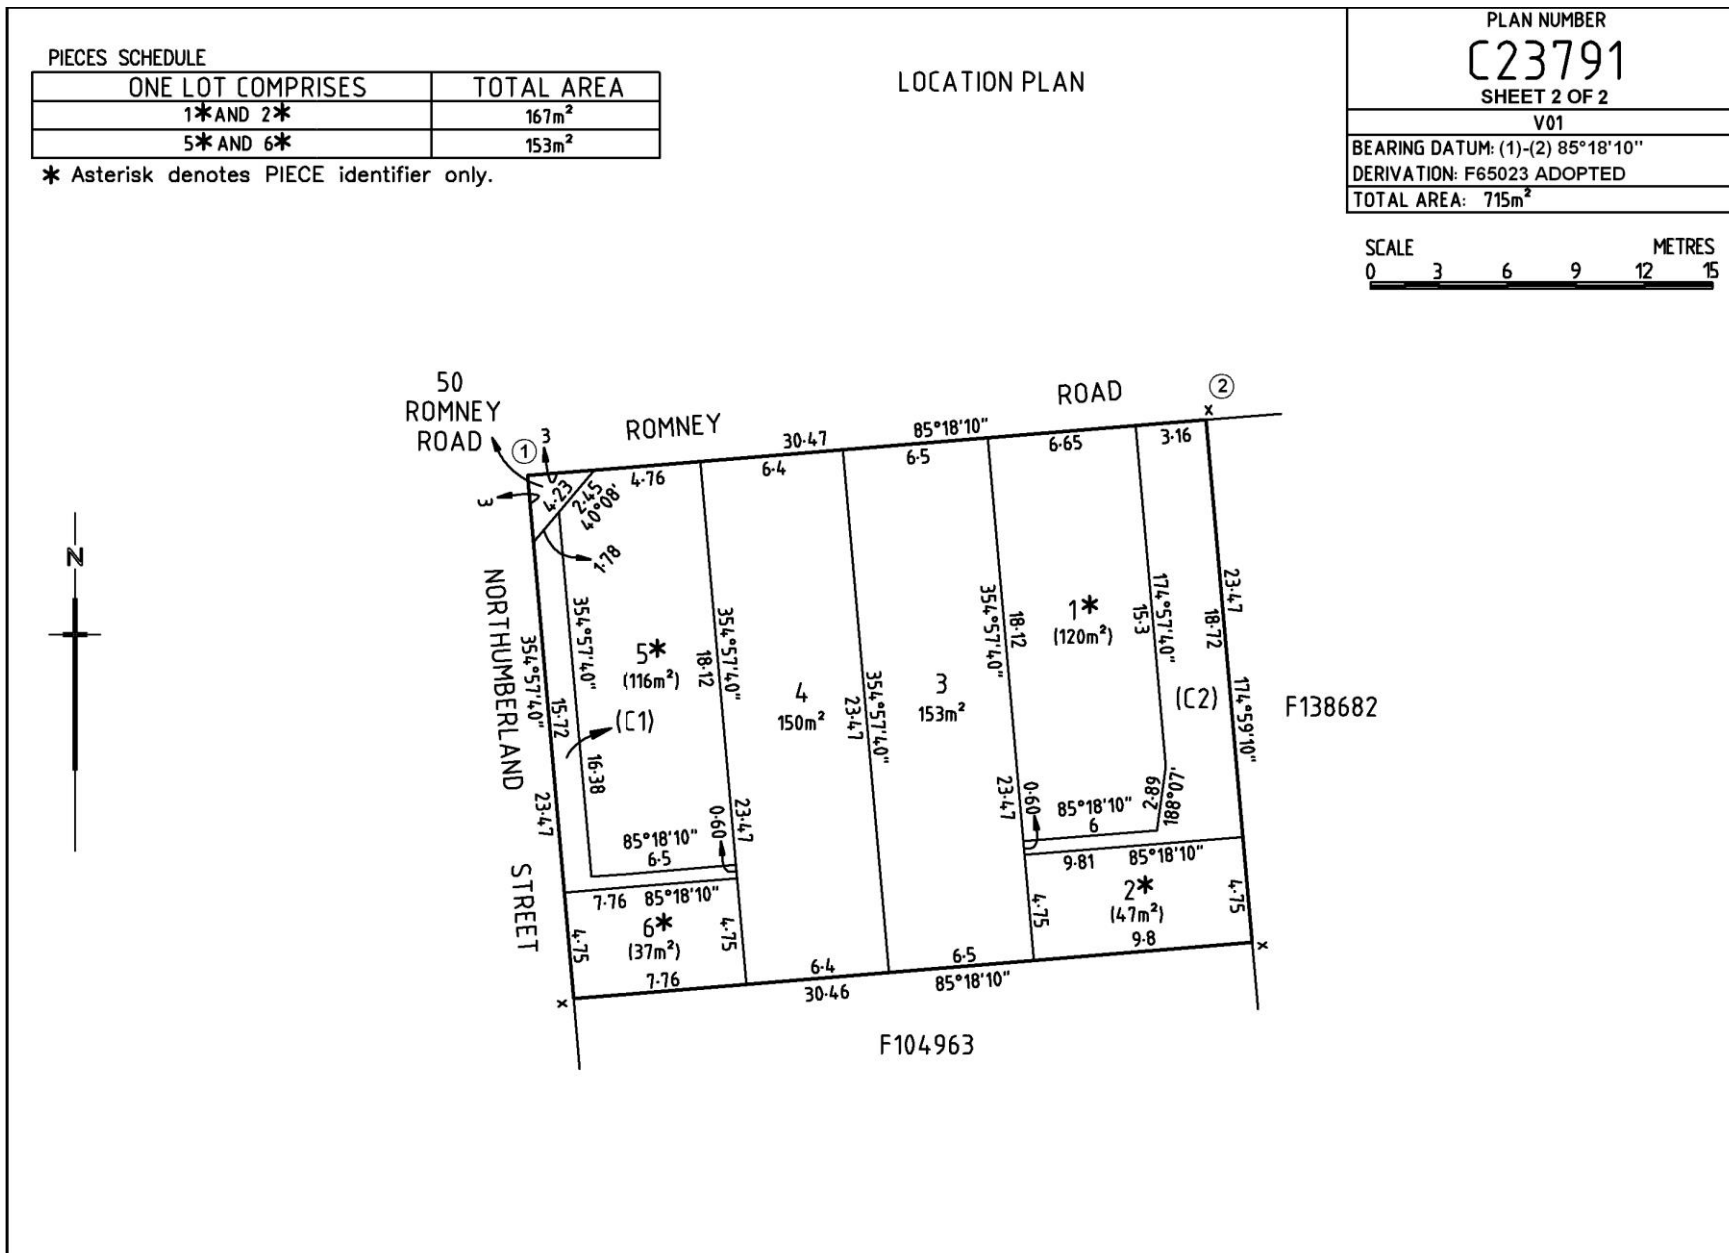 PIECES SCHEDULE
ONE LOT COMPRISES TOTAL AREA
1* AND 2* 167m²
5* AND 6* 153m²
* Asterisk denotes PIECE identifier only.
LOCATION PLAN
PLAN NUMBER
C23791
SHEET 2 OF 2
V01
BEARING DATUM: (1)-(2) 85°18'10''
DERIVATION: F65023 ADOPTED
TOTAL AREA: 715m²
SCALE METRES
0 3 6 9 12 15
50
ROMNEY
ROAD
1
3
3
4·23
2·45
40°08'
1·78
ROMNEY
ROAD
2
30·47
85°18'10"
4·76
6·4
6·5
6·65
3·16
N
NORTHUMBERLAND
STREET
354°57'40"
15·72
23·47
354°57'40"
16·38
(C1)
5*
(116m²)
354°57'40"
18·12
23·47
0·60
85°18'10"
6·5
7·76 85°18'10"
6*
(37m²)
4·75
4·75
7·76
4
150m²
354°57'40"
23·47
3
153m²
354°57'40"
18·12
23·47
0·60
1*
(120m²)
174°57'40"
15·3
2·89
188°07'
85°18'10"
6
9·81 85°18'10"
(C2)
23·47
18·72
174°59'10"
F138682
2*
(47m²)
4·75
4·75
9·8
x
x
x
6·4
6·5
30·46
85°18'10"
F104963